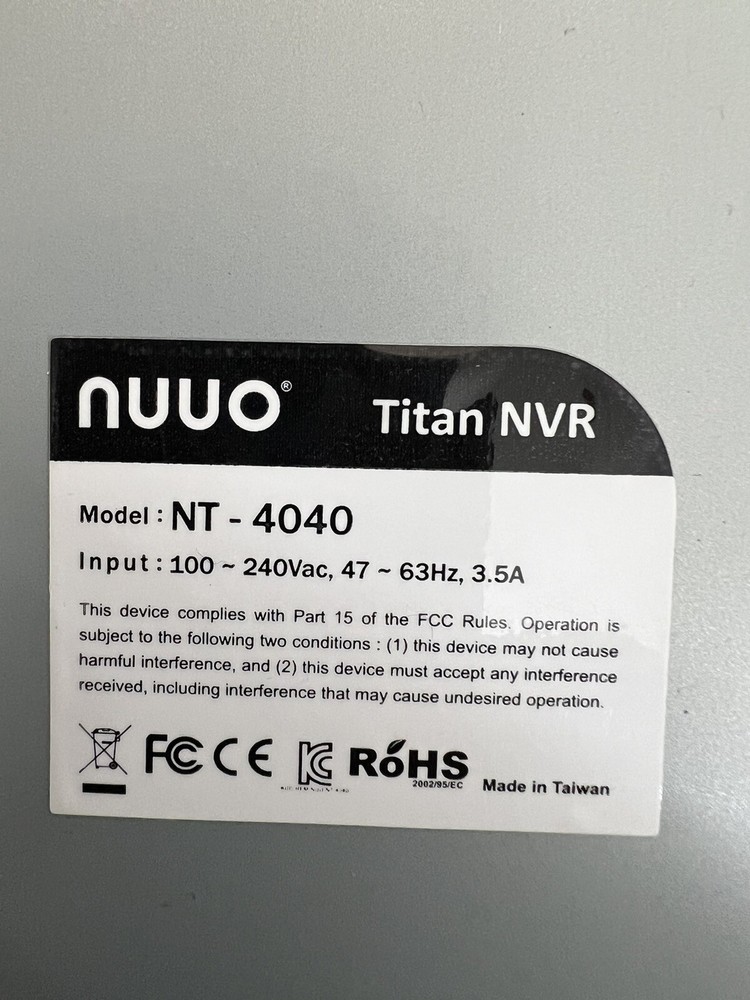 nuuo®
Titan NVR
Model : NT - 4040
Input : 100 ~ 240Vac, 47 ~ 63Hz, 3.5A
This device complies with Part 15 of the FCC Rules. Operation is
subject to the following two conditions : (1) this device may not cause
harmful interference, and (2) this device must accept any interference
received, including interference that may cause undesired operation.
FC CE KC RoHS
2002/95/EC
Made in Taiwan